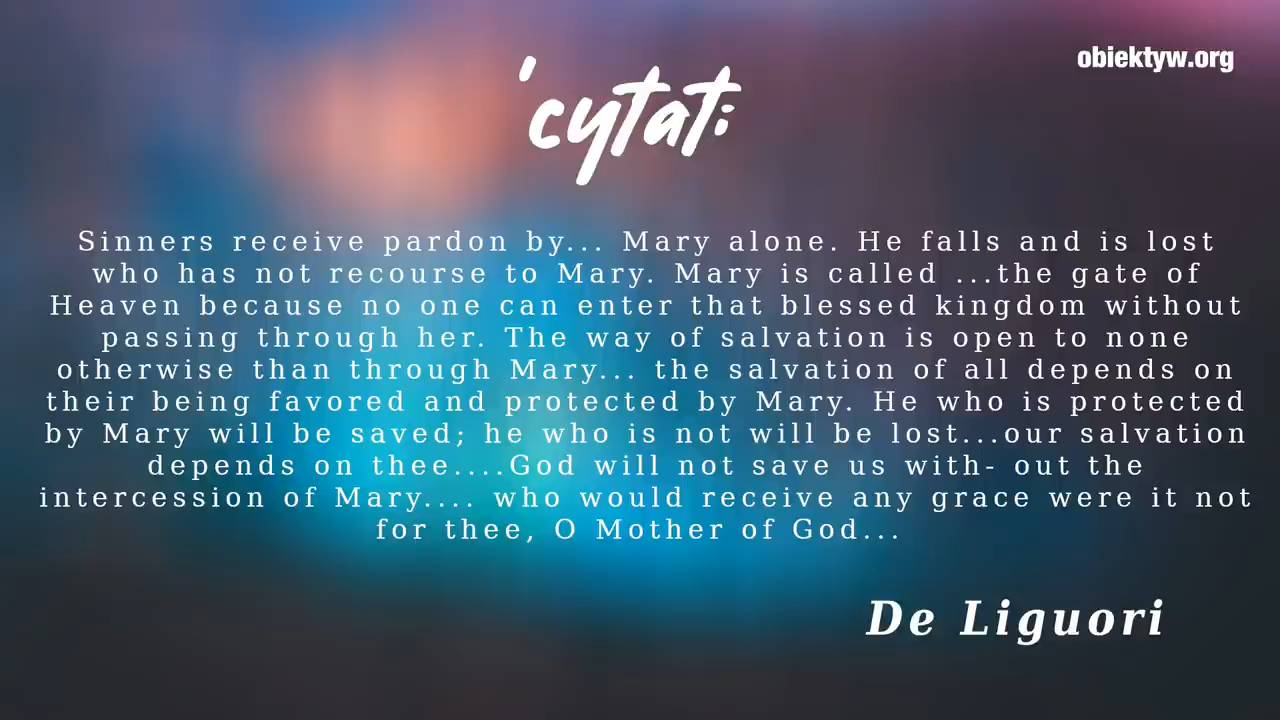 obiektyw.org
'cytat:
Sinners receive pardon by... Mary alone. He falls and is lost
who has not recourse to Mary. Mary is called ...the gate of
Heaven because no one can enter that blessed kingdom without
passing through her. The way of salvation is open to none
otherwise than through Mary... the salvation of all depends on
their being favored and protected by Mary. He who is protected
by Mary will be saved; he who is not will be lost...our salvation
depends on thee....God will not save us with- out the
intercession of Mary.... who would receive any grace were it not
for thee, O Mother of God...
De Liguori